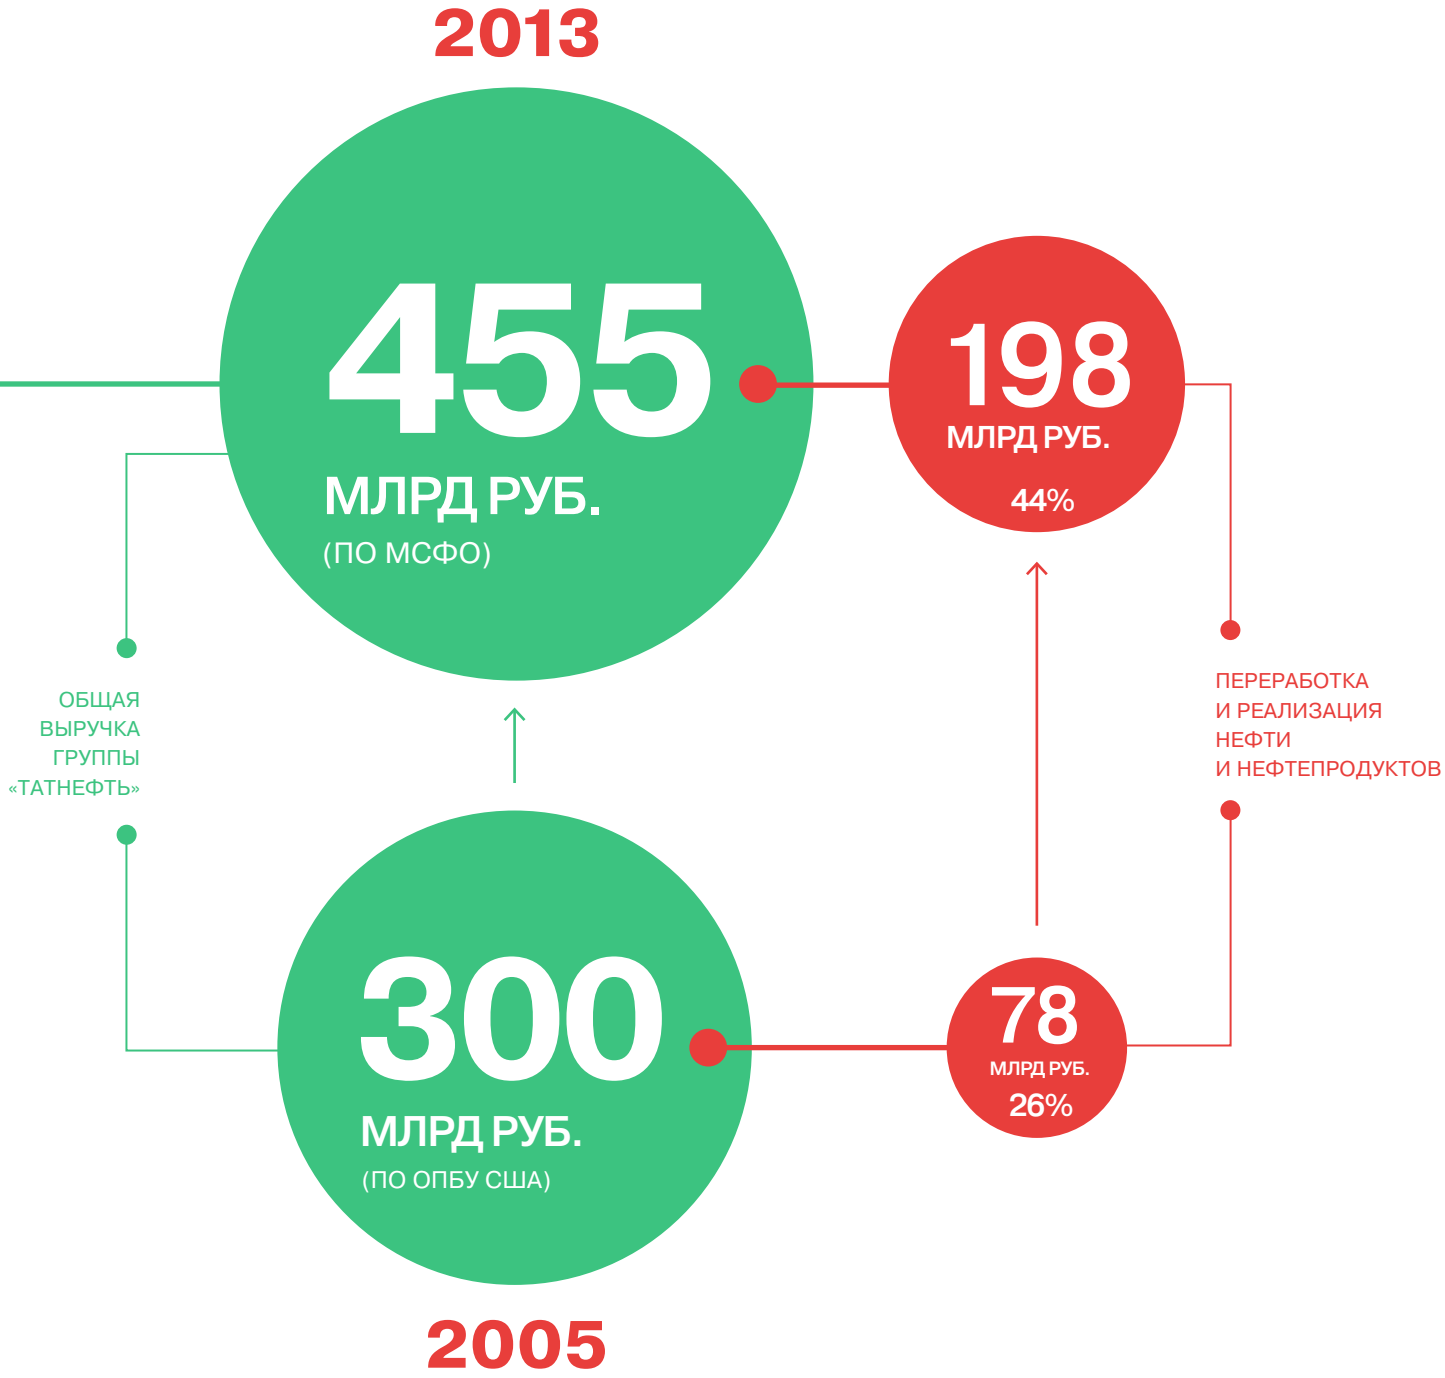 2013
455
МЛРД РУБ.
(ПО МСФО)
198
МЛРД РУБ.
44%
ОБЩАЯ
ВЫРУЧКА
ГРУППЫ
«ТАТНЕФТЬ»
ПЕРЕРАБОТКА
И РЕАЛИЗАЦИЯ
НЕФТИ
И НЕФТЕПРОДУКТОВ
300
МЛРД РУБ.
(ПО ОПБУ США)
78
МЛРД РУБ.
26%
2005